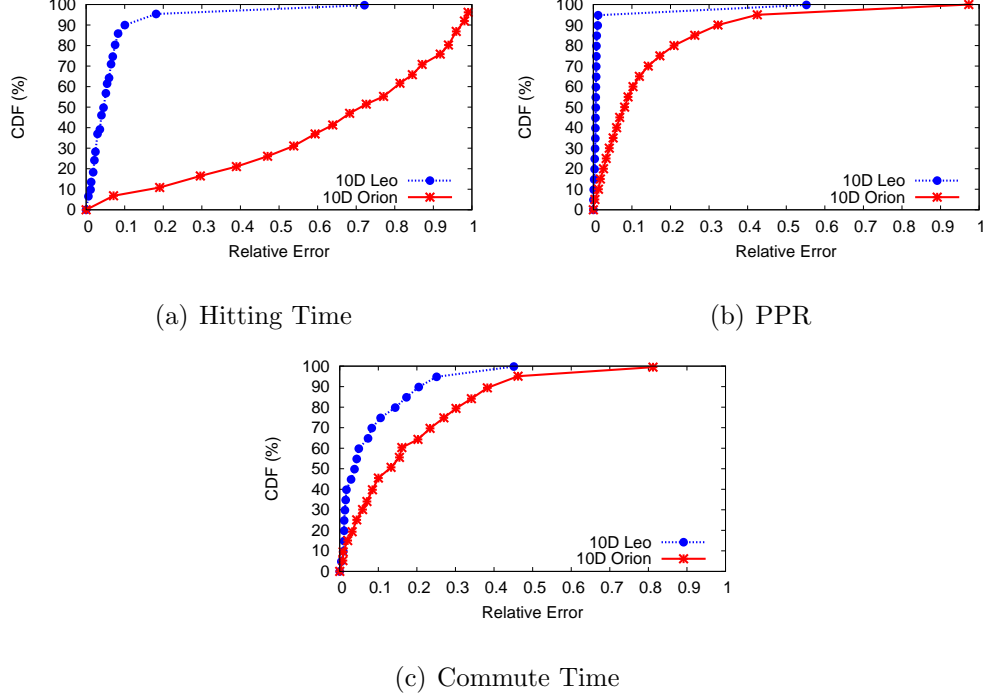 100
90
80
70
60
50
40
30
20
10
0
CDF (%)
10D Leo
10D Orion
0 0.1 0.2 0.3 0.4 0.5 0.6 0.7 0.8 0.9 1
Relative Error
(a) Hitting Time
100
90
80
70
60
50
40
30
20
10
0
CDF (%)
10D Leo
10D Orion
0 0.1 0.2 0.3 0.4 0.5 0.6 0.7 0.8 0.9 1
Relative Error
(b) PPR
100
90
80
70
60
50
40
30
20
10
0
CDF (%)
10D Leo
10D Orion
0 0.1 0.2 0.3 0.4 0.5 0.6 0.7 0.8 0.9 1
Relative Error
(c) Commute Time